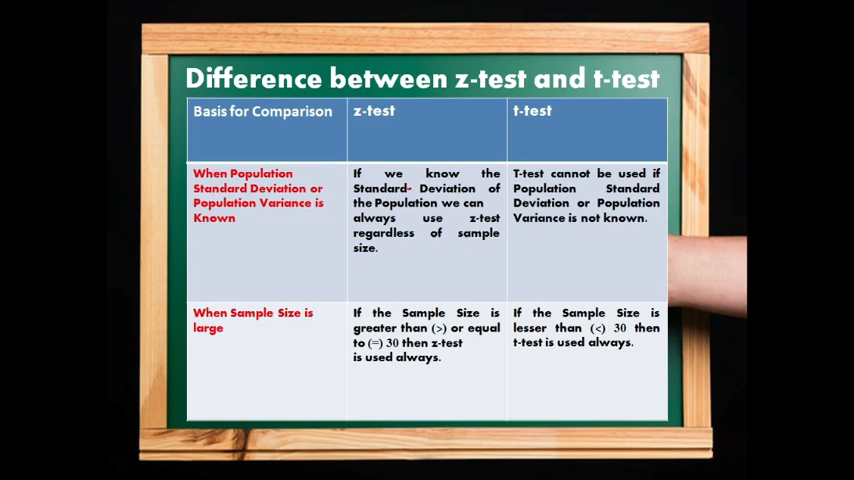 Difference between z-test and t-test
Basis for Comparison
z-test
t-test
When Population
Standard Deviation or
Population Variance is
Known
If we know the
Standard- Deviation of
the Population we can
always use z-test
regardless of sample
size.
T-test cannot be used if
Population Standard
Deviation or Population
Variance is not known.
When Sample Size is
large
If the Sample Size is
greater than (>) or equal
to (=) 30 then z-test
is used always.
If the Sample Size is
lesser than (<) 30 then
t-test is used always.